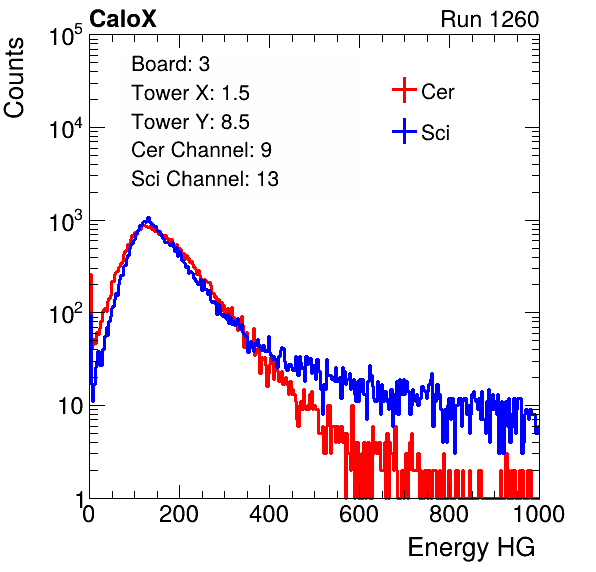 CaloX Run 1260
Counts
Board: 3
Tower X: 1.5
Tower Y: 8.5
Cer Channel: 9
Sci Channel: 13
Cer
Sci
10^5
10^4
10^3
10^2
10
1
0 200 400 600 800 1000
Energy HG